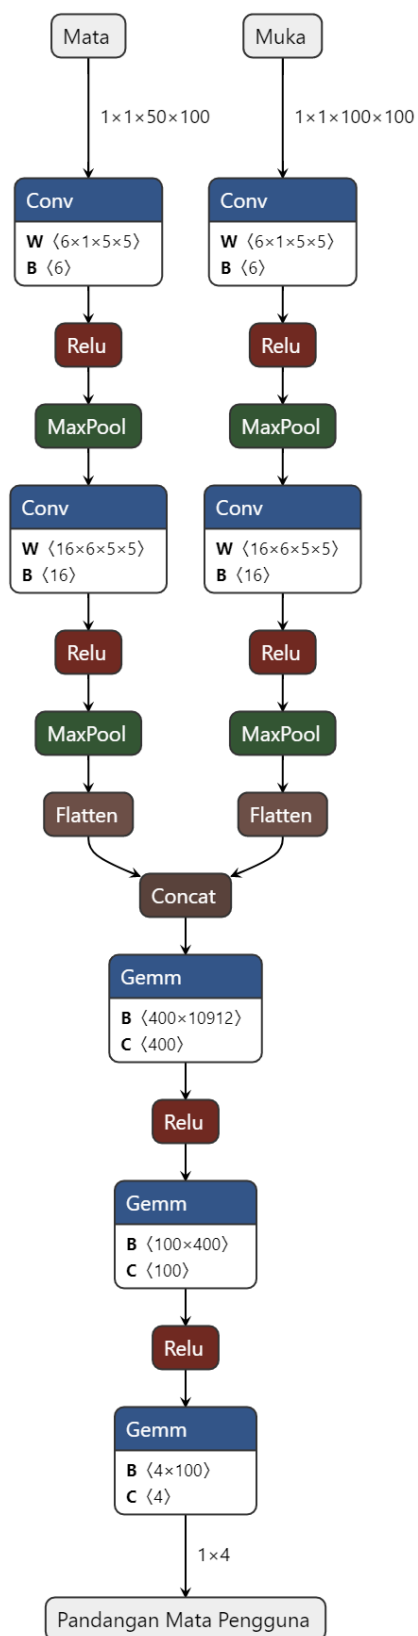 Mata
Muka
1×1×50×100
1×1×100×100
Conv
W ⟨6×1×5×5⟩
B ⟨6⟩
Conv
W ⟨6×1×5×5⟩
B ⟨6⟩
Relu
Relu
MaxPool
MaxPool
Conv
W ⟨16×6×5×5⟩
B ⟨16⟩
Conv
W ⟨16×6×5×5⟩
B ⟨16⟩
Relu
Relu
MaxPool
MaxPool
Flatten
Flatten
Concat
Gemm
B ⟨400×10912⟩
C ⟨400⟩
Relu
Gemm
B ⟨100×400⟩
C ⟨100⟩
Relu
Gemm
B ⟨4×100⟩
C ⟨4⟩
1×4
Pandangan Mata Pengguna